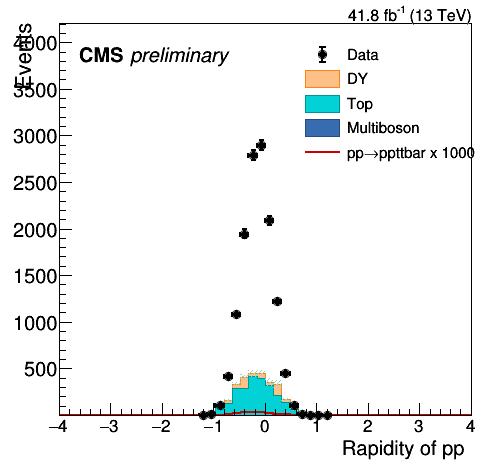 41.8 fb⁻¹ (13 TeV)
Events
CMS preliminary
Data
DY
Top
Multiboson
pp→ppttbar x 1000
4000
3500
3000
2500
2000
1500
1000
500
−4 −3 −2 −1 0 1 2 3 4
Rapidity of pp